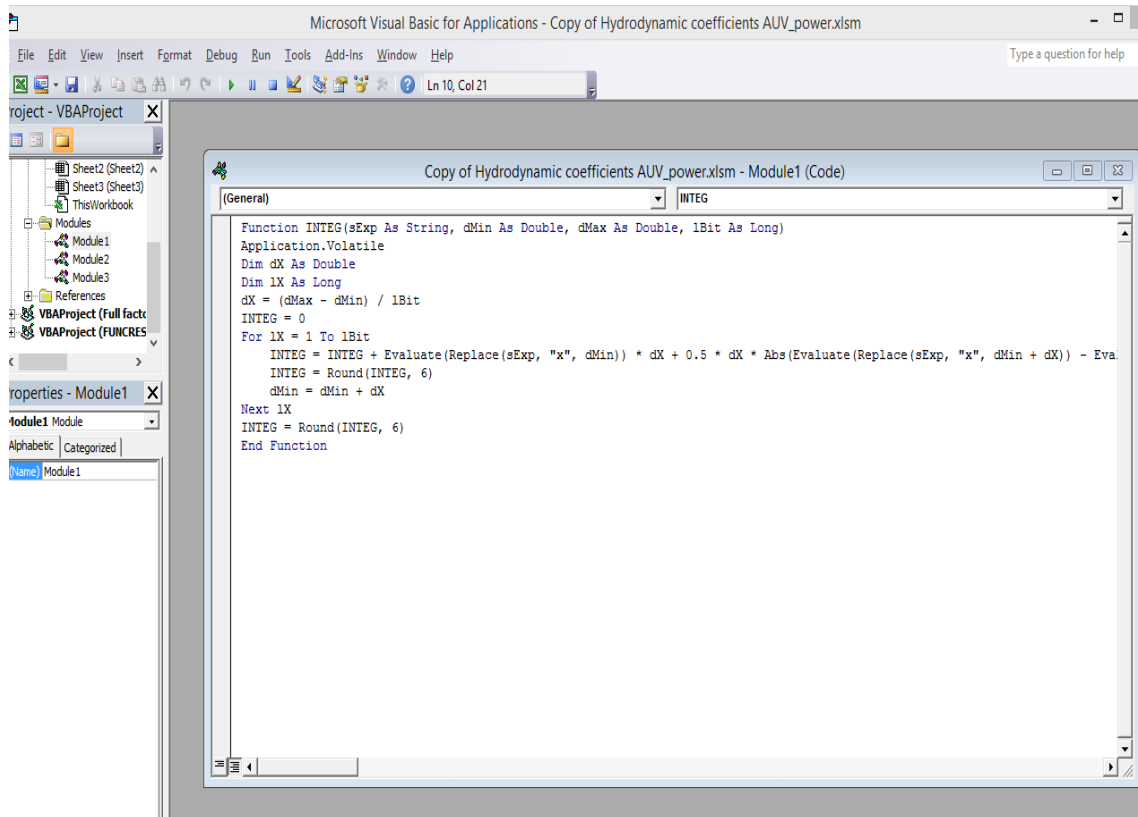 Microsoft Visual Basic for Applications - Copy of Hydrodynamic coefficients AUV_power.xlsm
File Edit View Insert Format Debug Run Tools Add-Ins Window Help
Type a question for help
Ln 10, Col 21
roject - VBAProject X
Sheet2 (Sheet2)
Sheet3 (Sheet3)
ThisWorkbook
Modules
Module1
Module2
Module3
References
VBAProject (Full facto
VBAProject (FUNCRES
roperties - Module1 X
Module1 Module
Alphabetic Categorized
(Name) Module1
Copy of Hydrodynamic coefficients AUV_power.xlsm - Module1 (Code)
(General) INTEG
Function INTEG(sExp As String, dMin As Double, dMax As Double, lBit As Long)
Application.Volatile
Dim dX As Double
Dim lX As Long
dX = (dMax - dMin) / lBit
INTEG = 0
For lX = 1 To lBit
INTEG = INTEG + Evaluate(Replace(sExp, "x", dMin)) * dX + 0.5 * dX * Abs(Evaluate(Replace(sExp, "x", dMin + dX)) - Eva
INTEG = Round(INTEG, 6)
dMin = dMin + dX
Next lX
INTEG = Round(INTEG, 6)
End Function